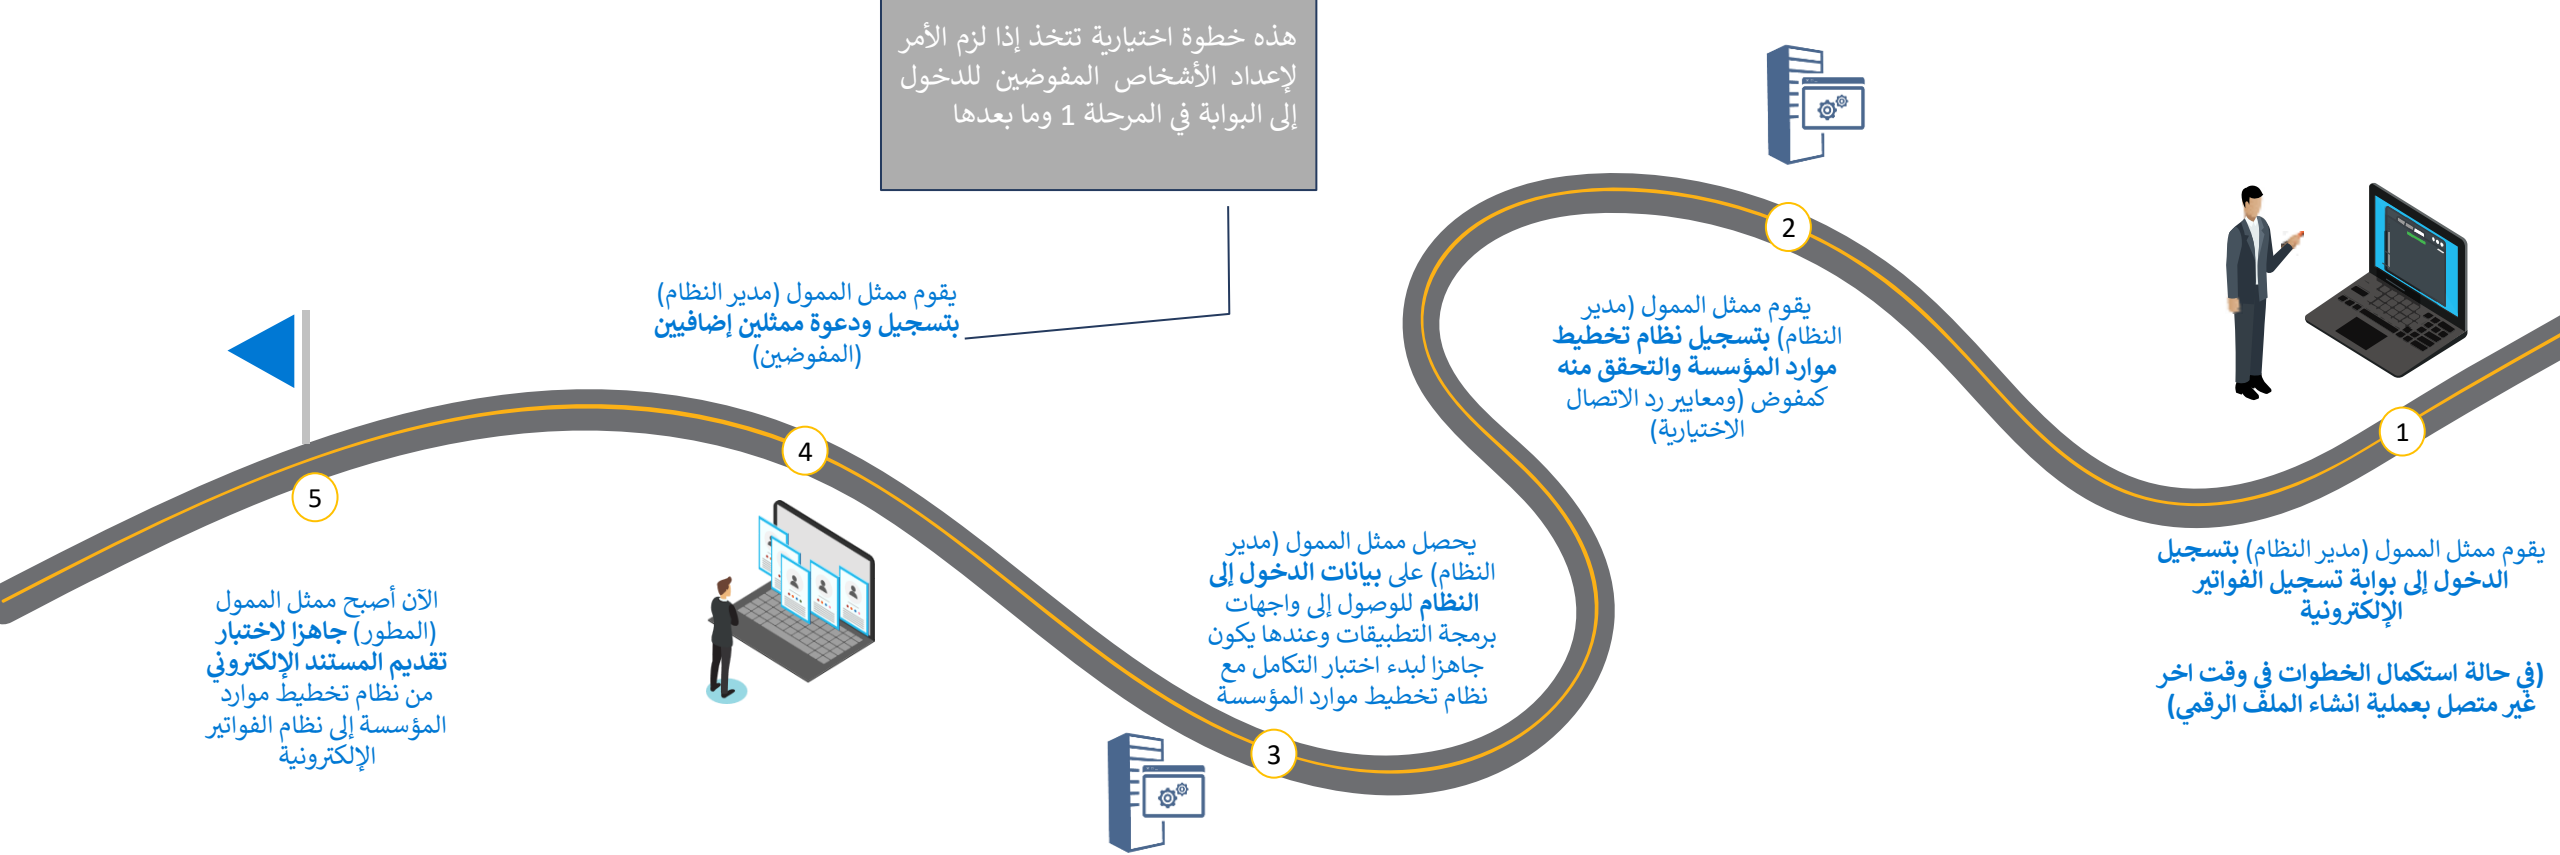 هذه خطوة اختيارية تتخذ إذا لزم الأمر
لإعداد الأشخاص المفوضين للدخول
إلى البوابة في المرحلة 1 وما بعدها
1
يقوم ممثل الممول (مدير النظام) بتسجيل
الدخول إلى بوابة تسجيل الفواتير
الإلكترونية
(في حالة استكمال الخطوات في وقت اخر
غير متصل بعملية انشاء الملف الرقمي)
2
يقوم ممثل الممول (مدير
النظام) بتسجيل نظام تخطيط
موارد المؤسسة والتحقق منه
كمفوض (ومعايير رد الاتصال
الاختيارية)
3
يحصل ممثل الممول (مدير
النظام) على بيانات الدخول إلى
النظام للوصول إلى واجهات
برمجة التطبيقات وعندها يكون
جاهزا لبدء اختبار التكامل مع
نظام تخطيط موارد المؤسسة
4
يقوم ممثل الممول (مدير النظام)
بتسجيل ودعوة ممثلين إضافيين
(المفوضين)
5
الآن أصبح ممثل الممول
(المطور) جاهزا لاختبار
تقديم المستند الإلكتروني
من نظام تخطيط موارد
المؤسسة إلى نظام الفواتير
الإلكترونية